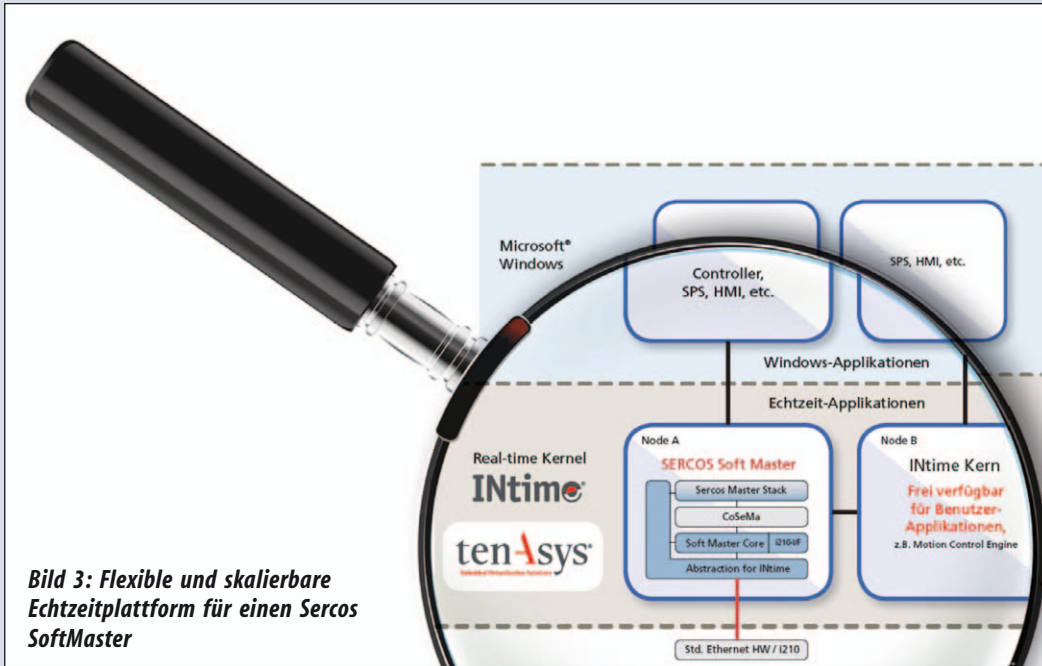 Microsoft®
Windows
Controller,
SPS, HMI, etc.
SPS, HMI, etc.
Windows-Applikationen
Echtzeit-Applikationen
Real-time Kernel
INtime®
tenAsys®
Embedded Virtualization Solutions
Node A
SERCOS Soft Master
Sercos Master Stack
CoSeMa
Soft Master Core
i210-I/F
Abstraction for INtime
Node B
INtime Kern
Frei verfügbar
für Benutzer-
Applikationen,
z.B. Motion Control Engine
Std. Ethernet HW / i210
Bild 3: Flexible und skalierbare
Echtzeitplattform für einen Sercos
SoftMaster